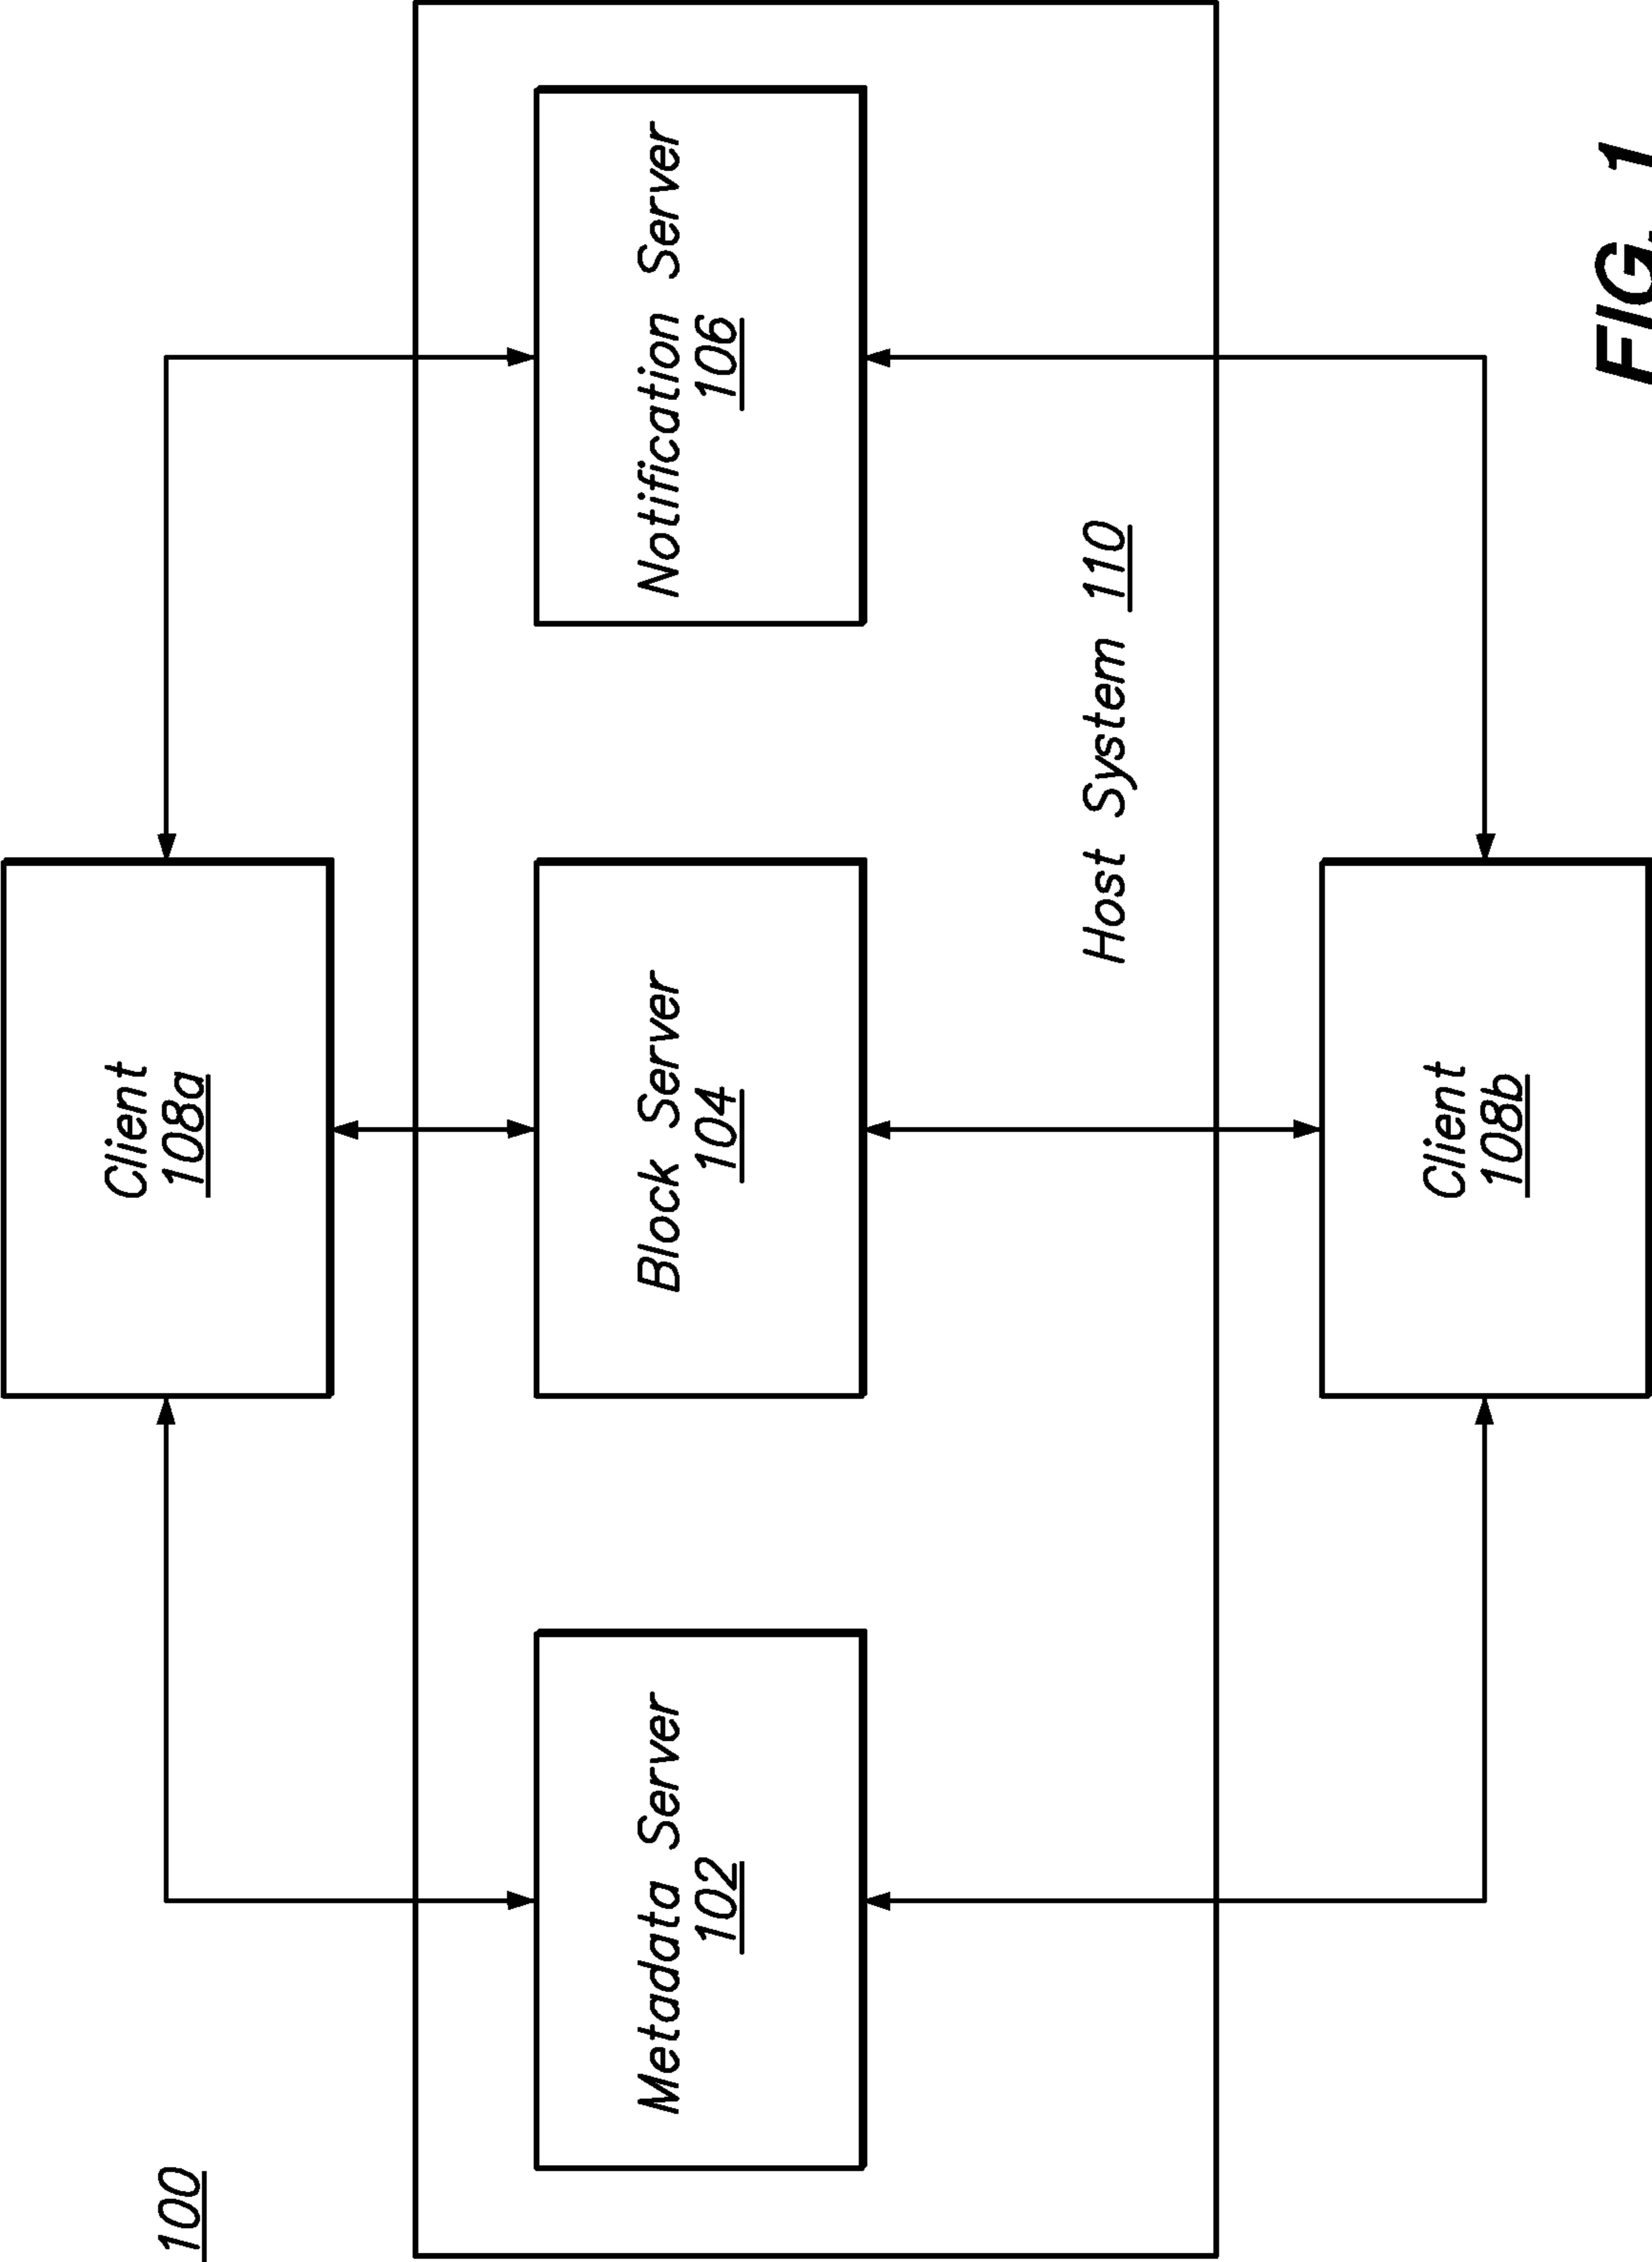 100
Client
108a
Metadata Server
102
Block Server
104
Notification Server
106
Host System 110
Client
108b
FIG. 1